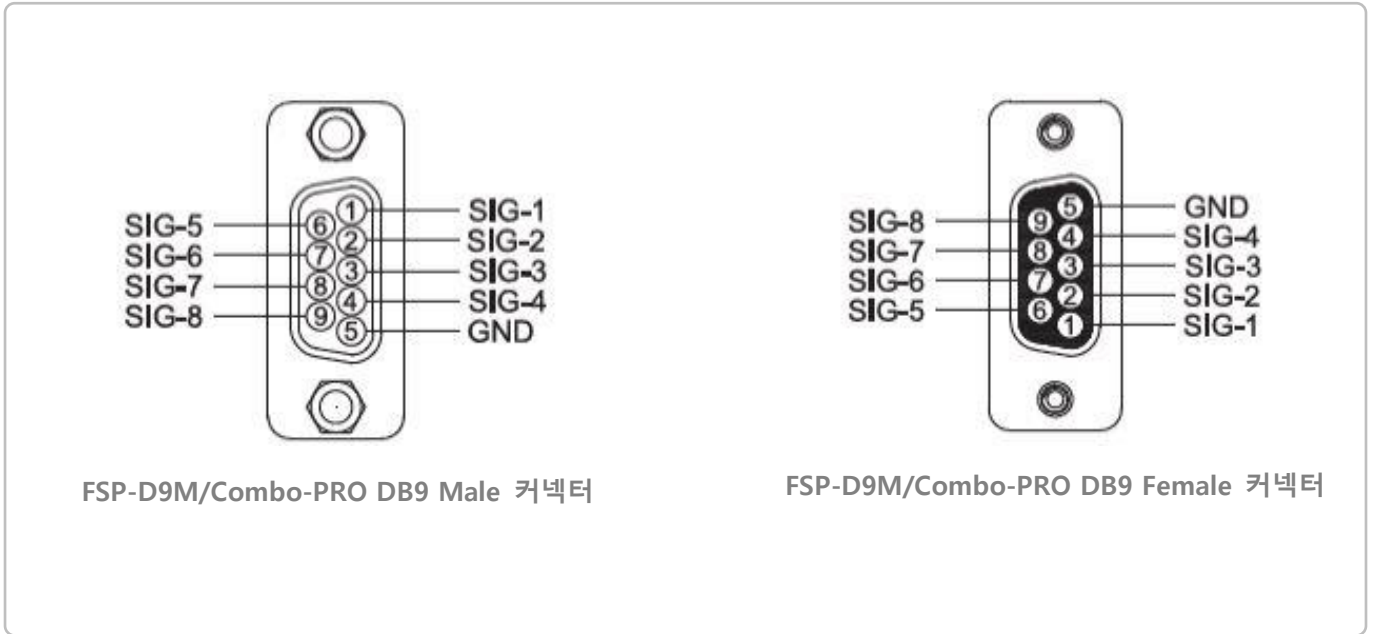 SIG-5 6 1 SIG-1
SIG-6 7 2 SIG-2
SIG-7 8 3 SIG-3
SIG-8 9 4 SIG-4
5 GND
FSP-D9M/Combo-PRO DB9 Male 커넥터
5 GND
SIG-8 9 4 SIG-4
SIG-7 8 3 SIG-3
SIG-6 7 2 SIG-2
SIG-5 6 1 SIG-1
FSP-D9M/Combo-PRO DB9 Female 커넥터